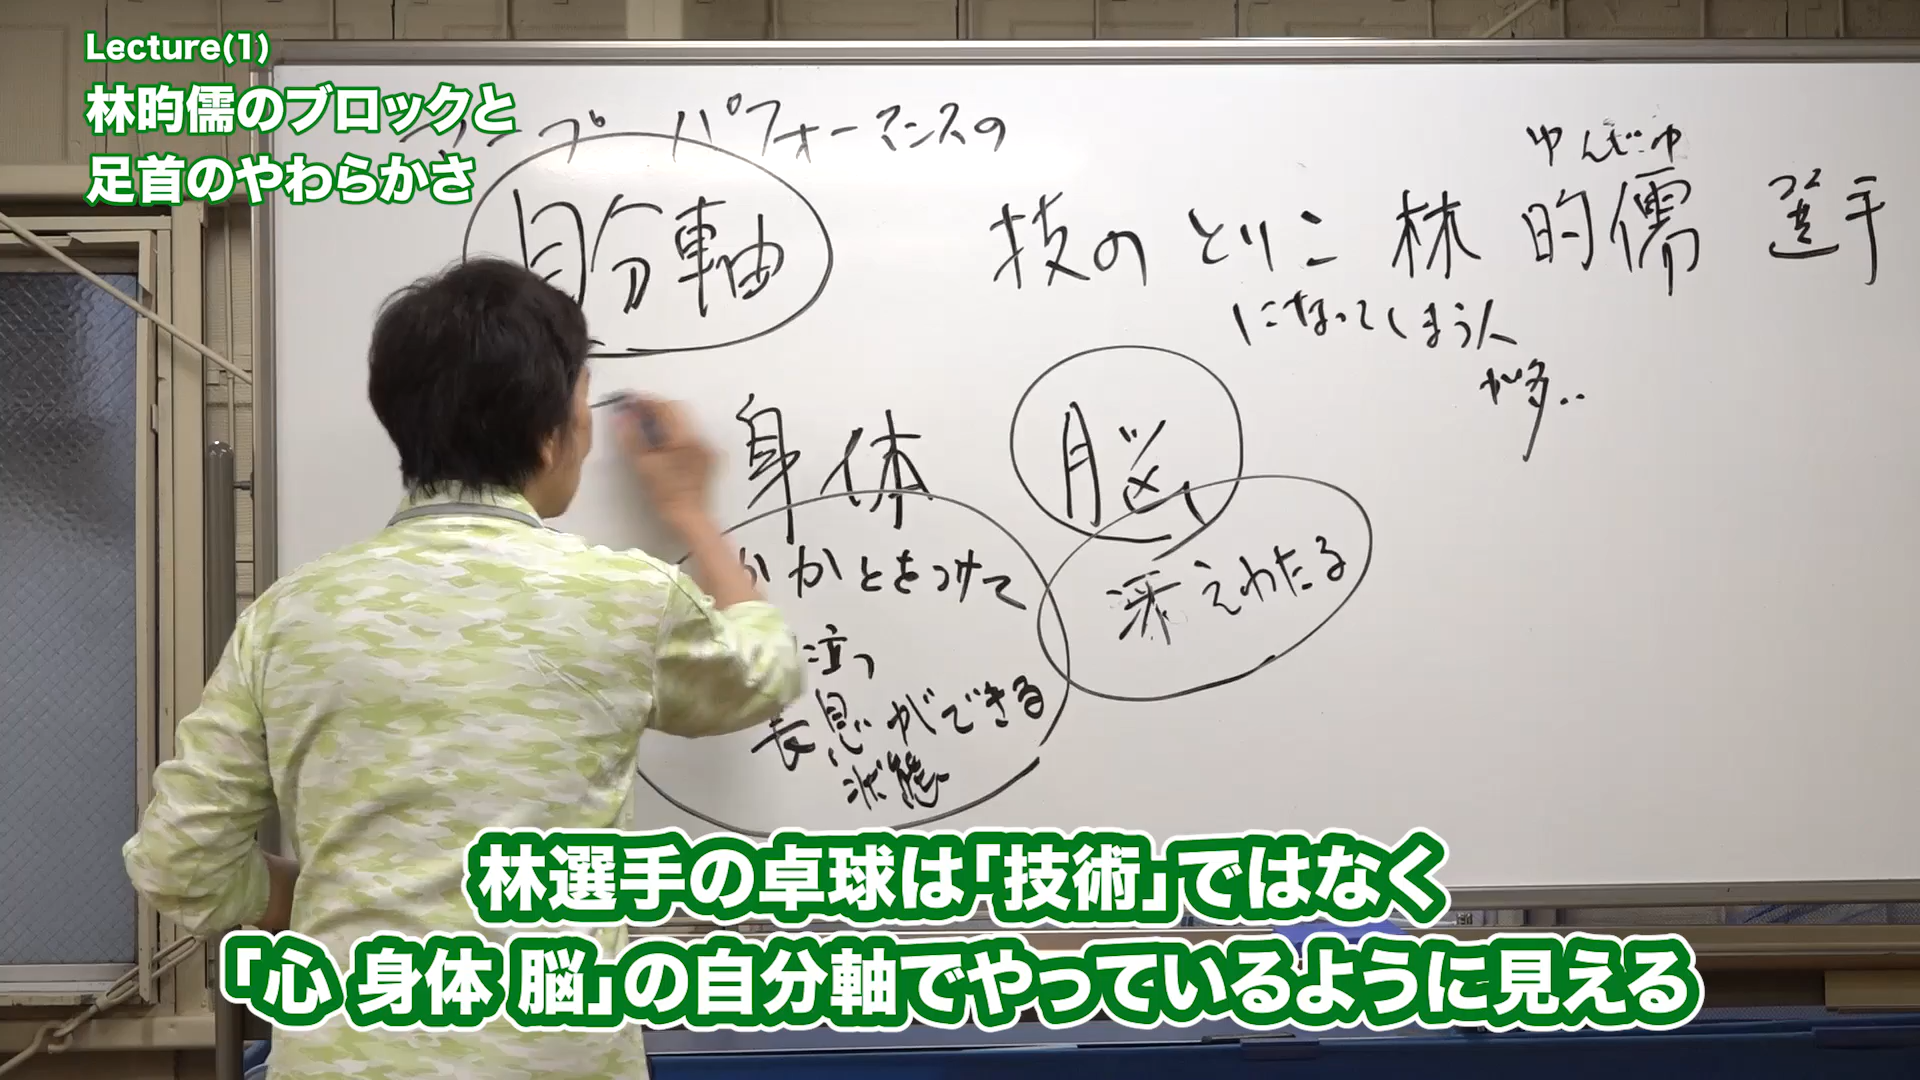 Lecture(1)
林昀儒のブロックと
足首のやわらかさ
パフォーマンスの
自分軸
ゆんじゅ
技のとりこ 林 的儒 選手
になってしまう人
が多..
身体
脳
かかとをつけて
立つ
長息ができる
状態
冴えわたる
林選手の卓球は「技術」ではなく
「心 身体 脳」の自分軸でやっているように見える